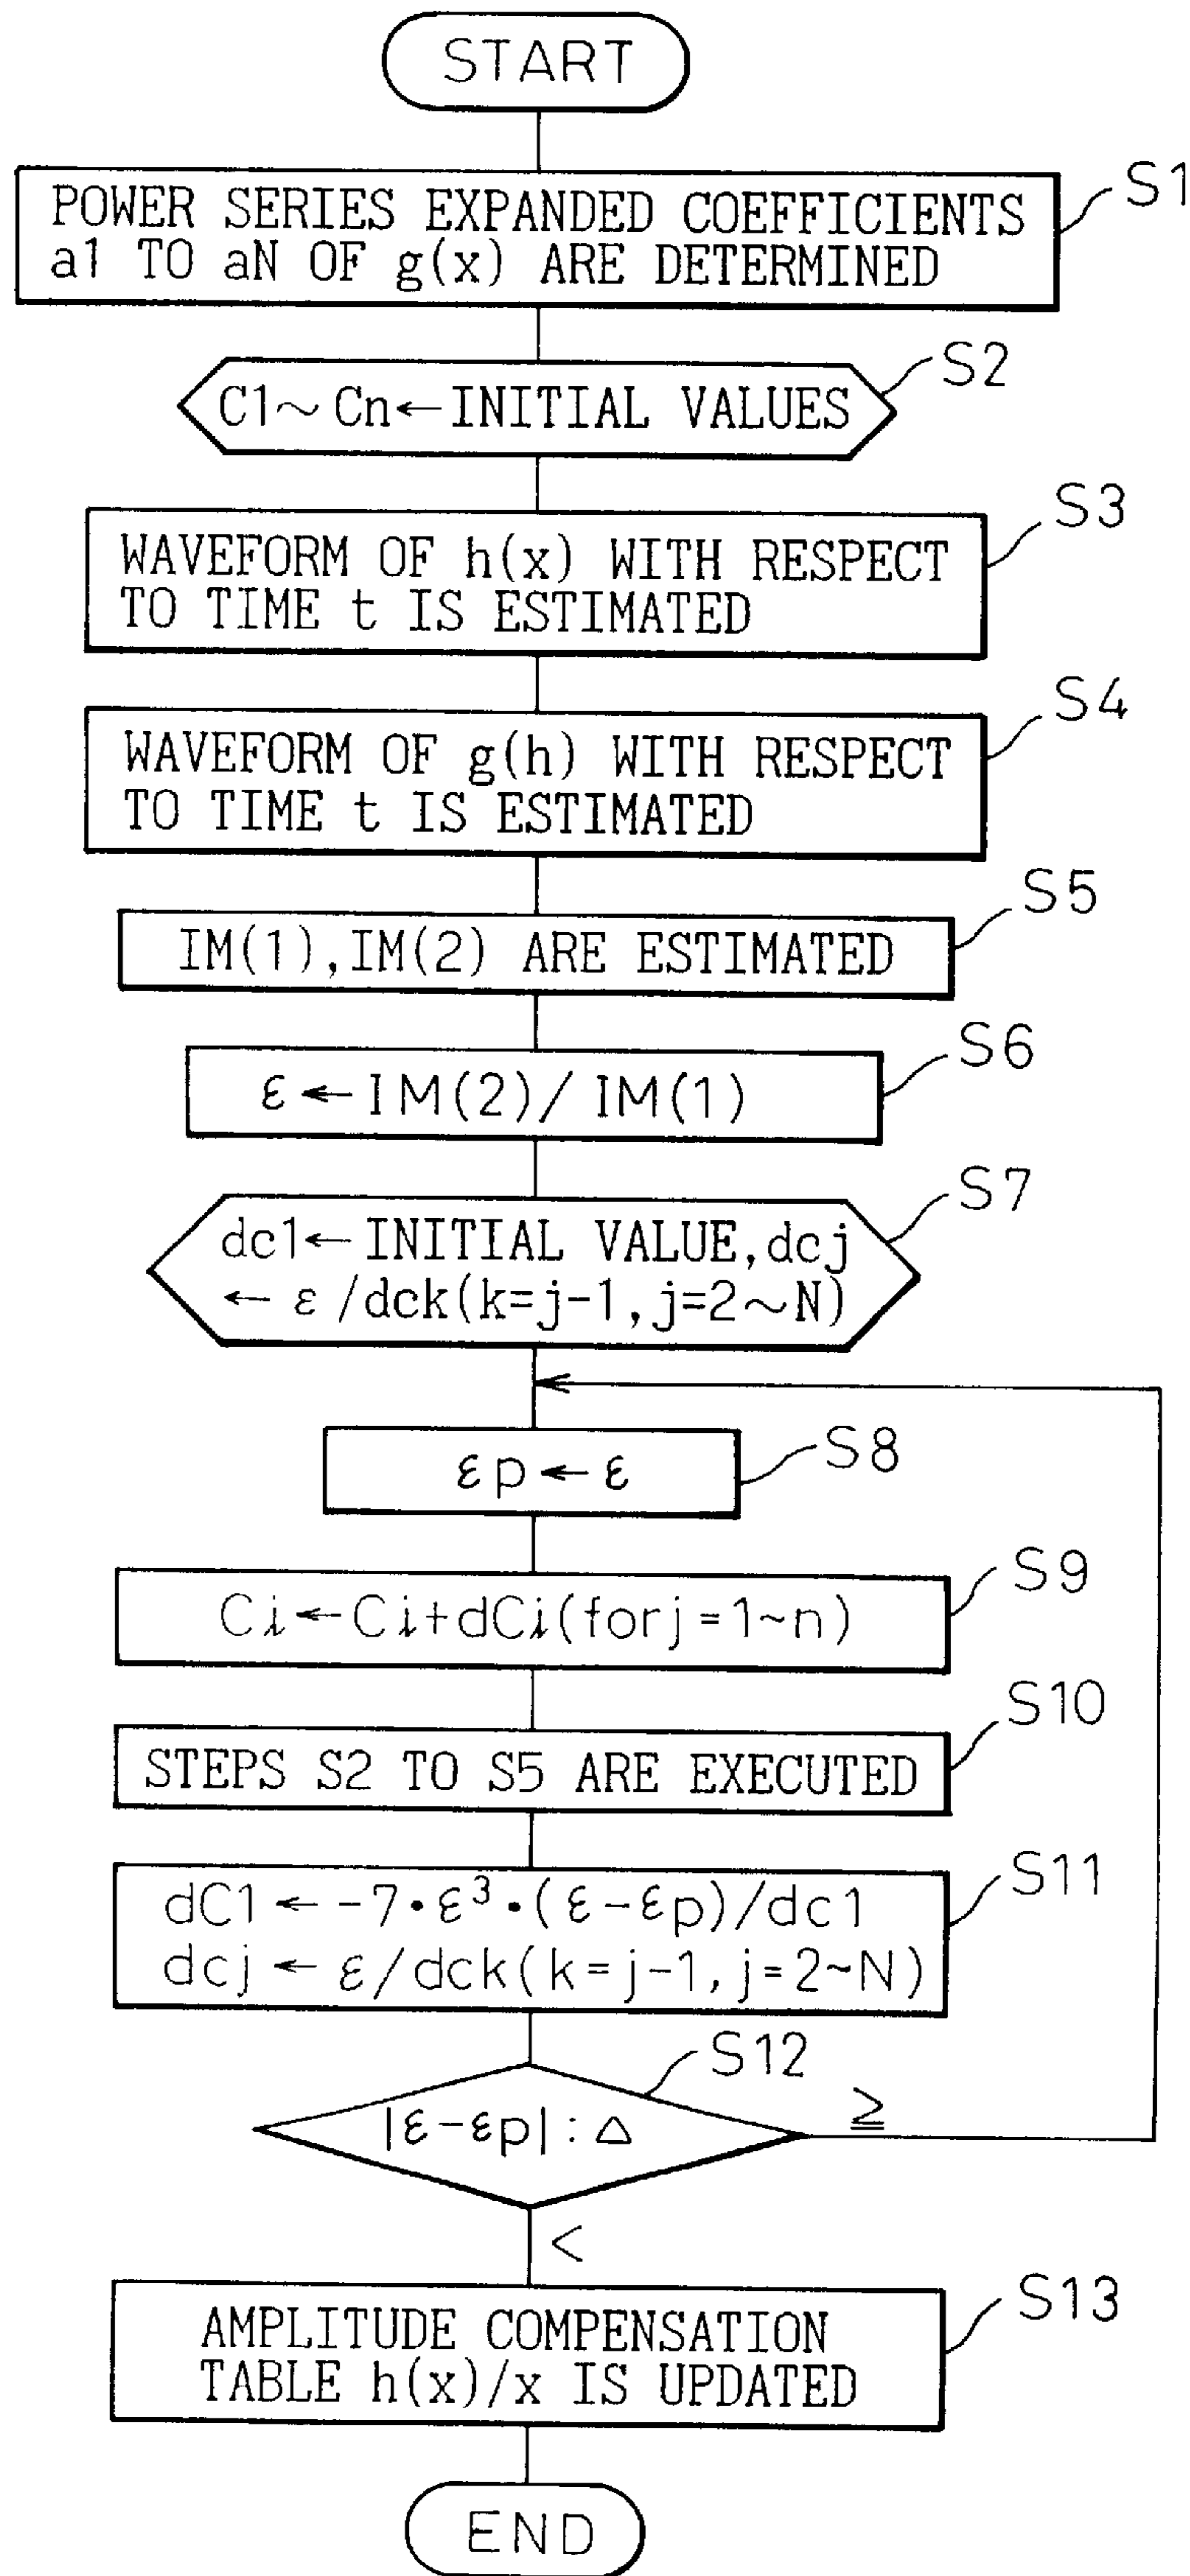 START
S1
POWER SERIES EXPANDED COEFFICIENTS
a1 TO aN OF g(x) ARE DETERMINED
S2
C1~Cn←INITIAL VALUES
S3
WAVEFORM OF h(x) WITH RESPECT
TO TIME t IS ESTIMATED
S4
WAVEFORM OF g(h) WITH RESPECT
TO TIME t IS ESTIMATED
S5
IM(1),IM(2) ARE ESTIMATED
S6
ε←IM(2)/ IM(1)
S7
dc1←INITIAL VALUE,dcj
← ε/dck(k=j-1,j=2~N)
S8
εp←ε
S9
Ci←Ci+dCi(forj=1~n)
S10
STEPS S2 TO S5 ARE EXECUTED
S11
dC1←-7·ε³·(ε-εp)/dc1
dcj←ε/dck(k=j-1,j=2~N)
S12
|ε-εp|:△
≧
<
S13
AMPLITUDE COMPENSATION
TABLE h(x)/x IS UPDATED
END